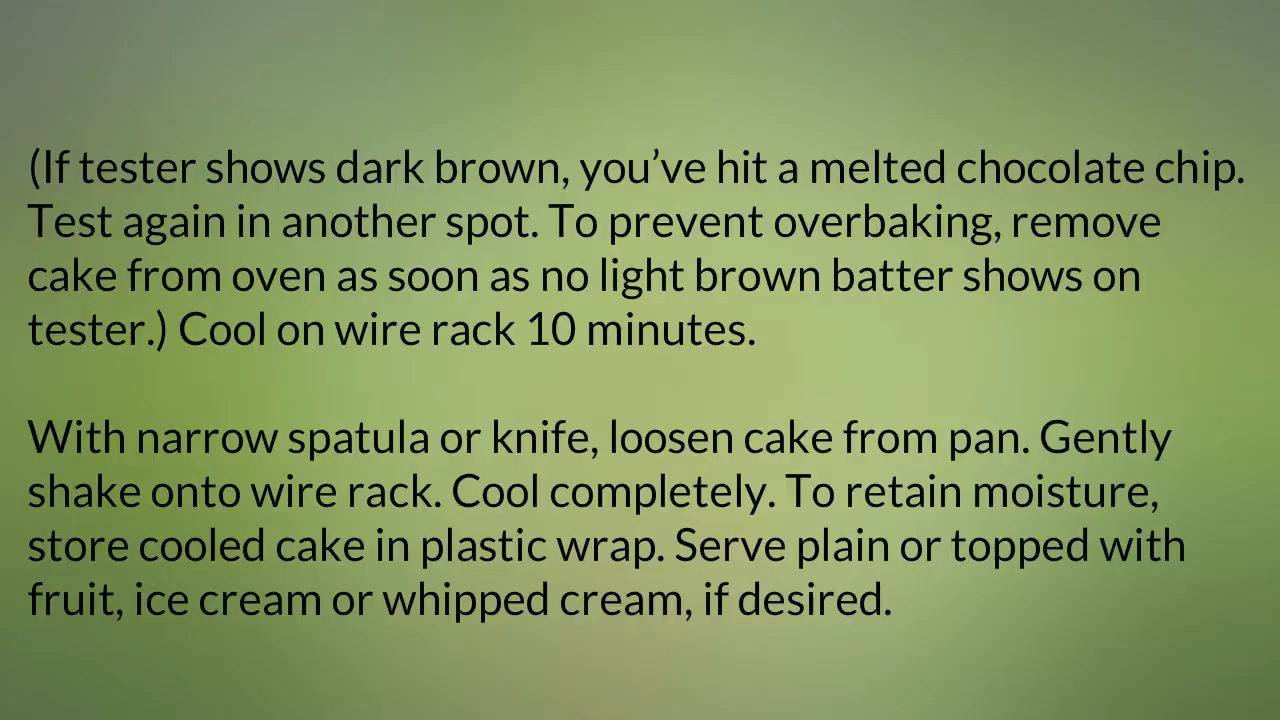 (If tester shows dark brown, you’ve hit a melted chocolate chip.
Test again in another spot. To prevent overbaking, remove
cake from oven as soon as no light brown batter shows on
tester.) Cool on wire rack 10 minutes.
With narrow spatula or knife, loosen cake from pan. Gently
shake onto wire rack. Cool completely. To retain moisture,
store cooled cake in plastic wrap. Serve plain or topped with
fruit, ice cream or whipped cream, if desired.